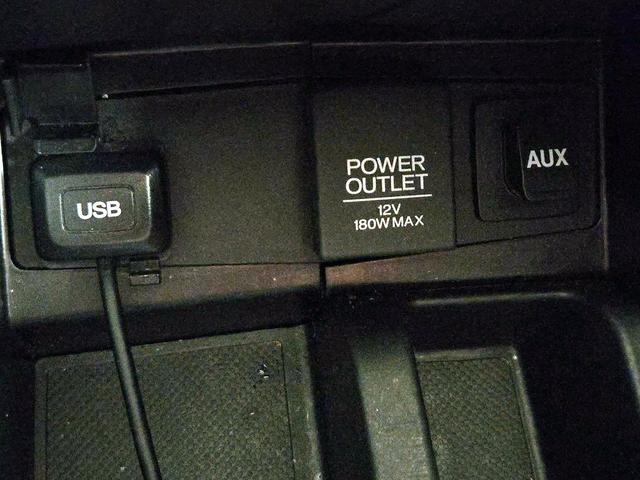 USB
POWER
OUTLET
12V
180W MAX
AUX